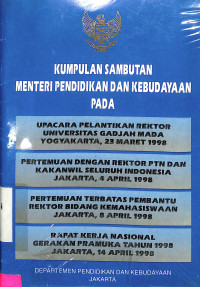 KUMPULAN SAMBUTAN
MENTERI PENDIDIKAN DAN KEBUDAYAAN
PADA
UPACARA PELANTIKAN REKTOR
UNIVERSITAS GADJAH MADA
YOGYAKARTA, 23 MARET 1998
PERTEMUAN DENGAN REKTOR PTN DAN
KAKANWIL SELURUH INDONESIA
JAKARTA, 4 APRIL 1998
PERTEMUAN TERBATAS PEMBANTU
REKTOR BIDANG KEMAHASISWAAN
JAKARTA, 8 APRIL 1998
RAPAT KERJA NASIONAL
GERAKAN PRAMUKA TAHUN 1998
JAKARTA, 14 APRIL 1998
DEPARTEMEN PENDIDIKAN DAN KEBUDAYAAN
JAKARTA